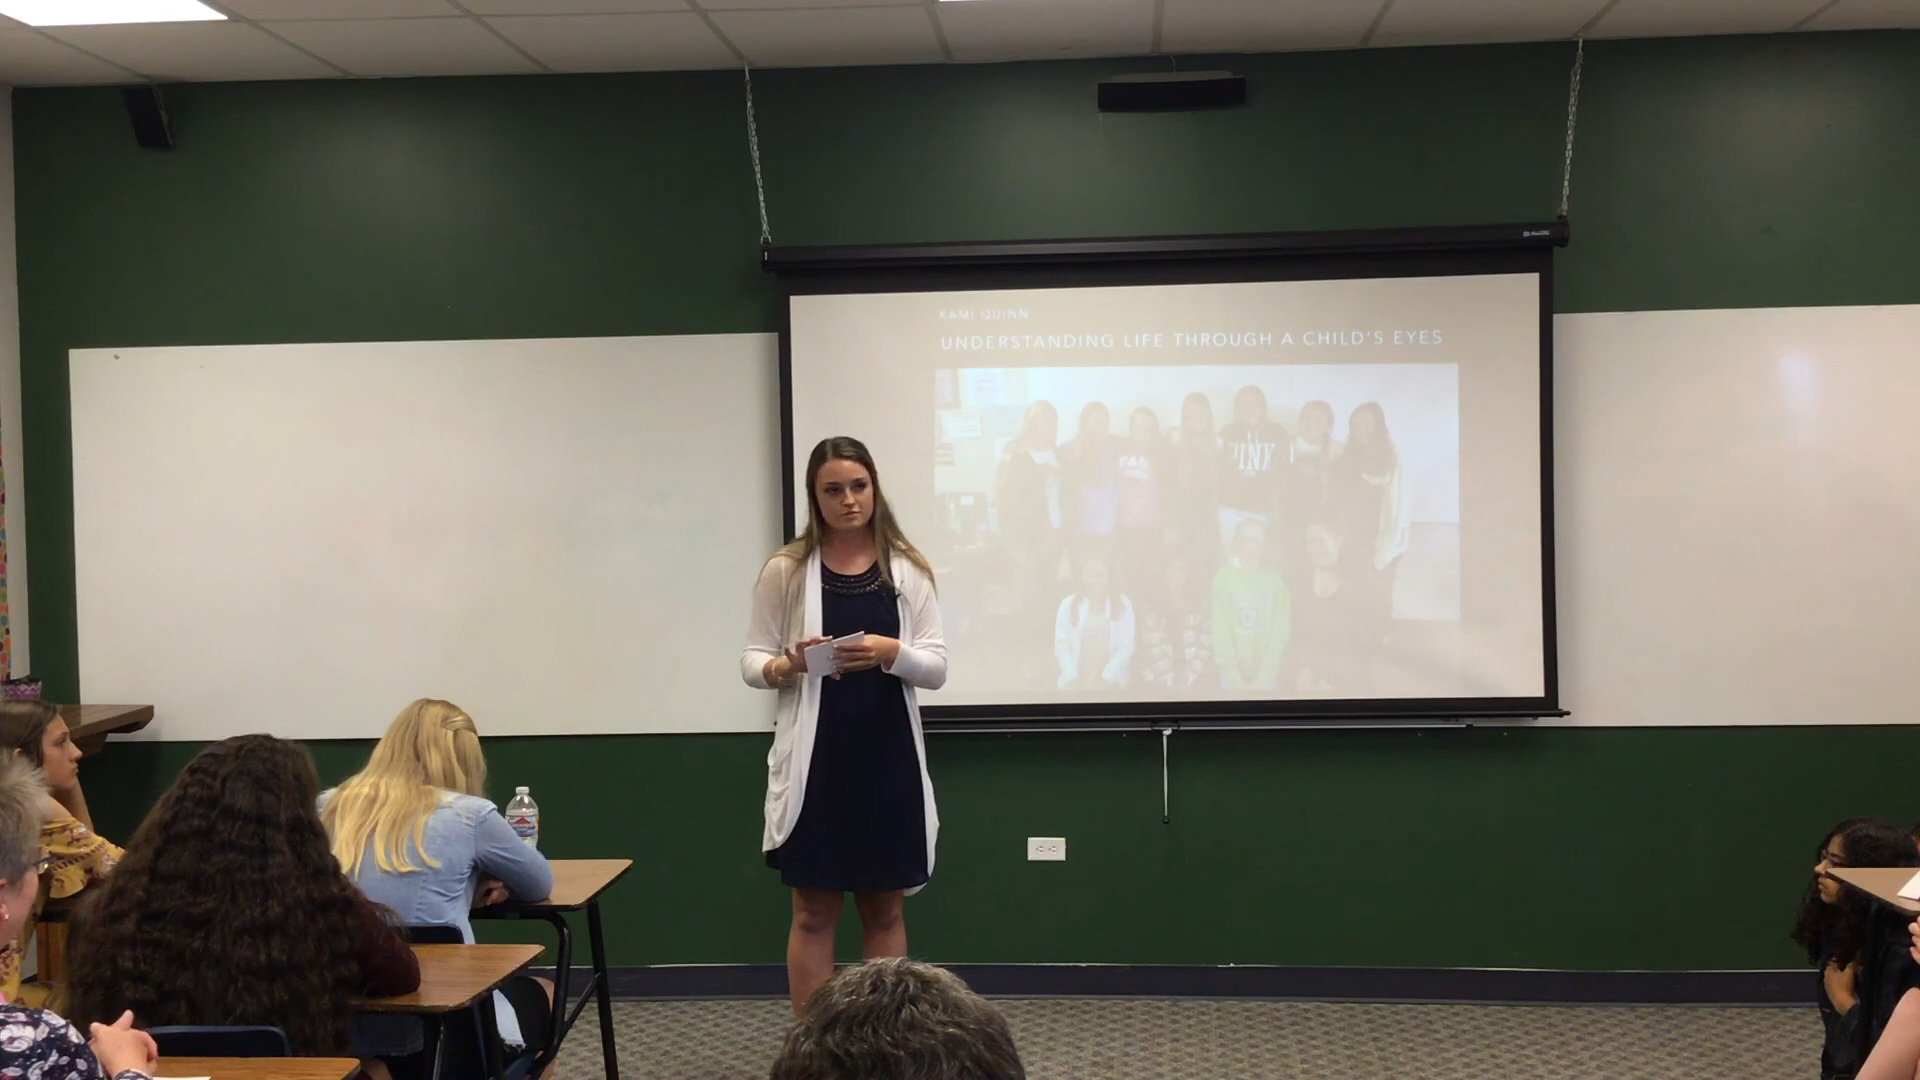 KAMI QUINN
UNDERSTANDING LIFE THROUGH A CHILD'S EYES
PINK